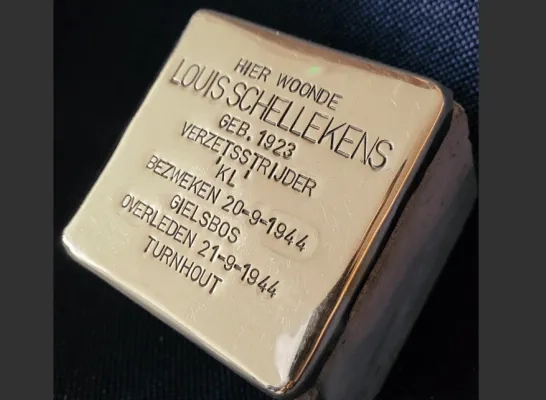 HIER WOONDE
LOUIS SCHELLEKENS
GEB. 1923
VERZETSSTRIJDER
'KL'
BEZWEKEN 20-9-1944
GIELSBOS
OVERLEDEN 21-9-1944
TURNHOUT